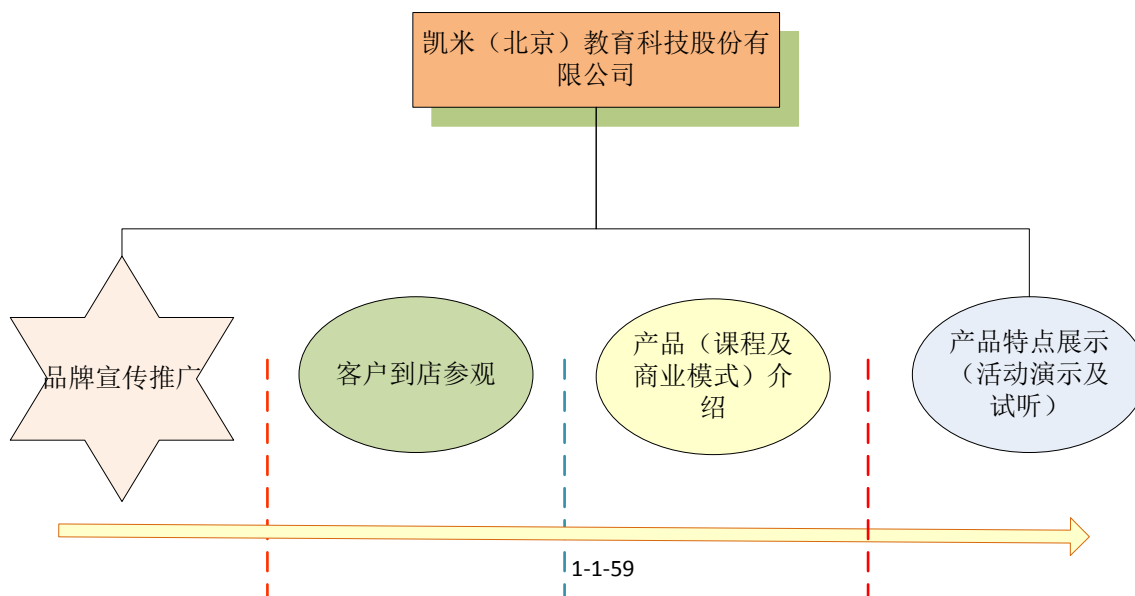 凯米（北京）教育科技股份有
限公司
品牌宣传推广
客户到店参观
产品（课程及
商业模式）介
绍
产品特点展示
（活动演示及
试听）
1-1-59